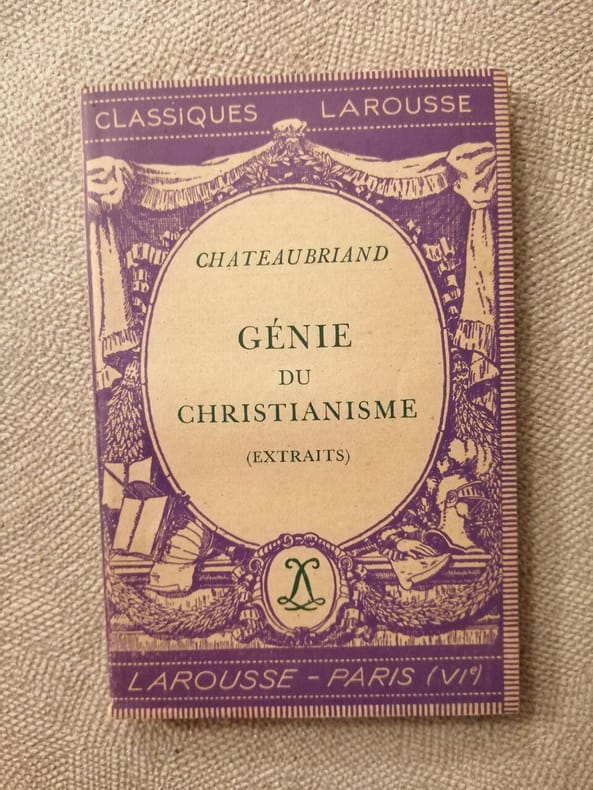 CLASSIQUES LAROUSSE
CHATEAUBRIAND
GÉNIE
DU
CHRISTIANISME
(EXTRAITS)
LAROUSSE - PARIS (VIᵉ)